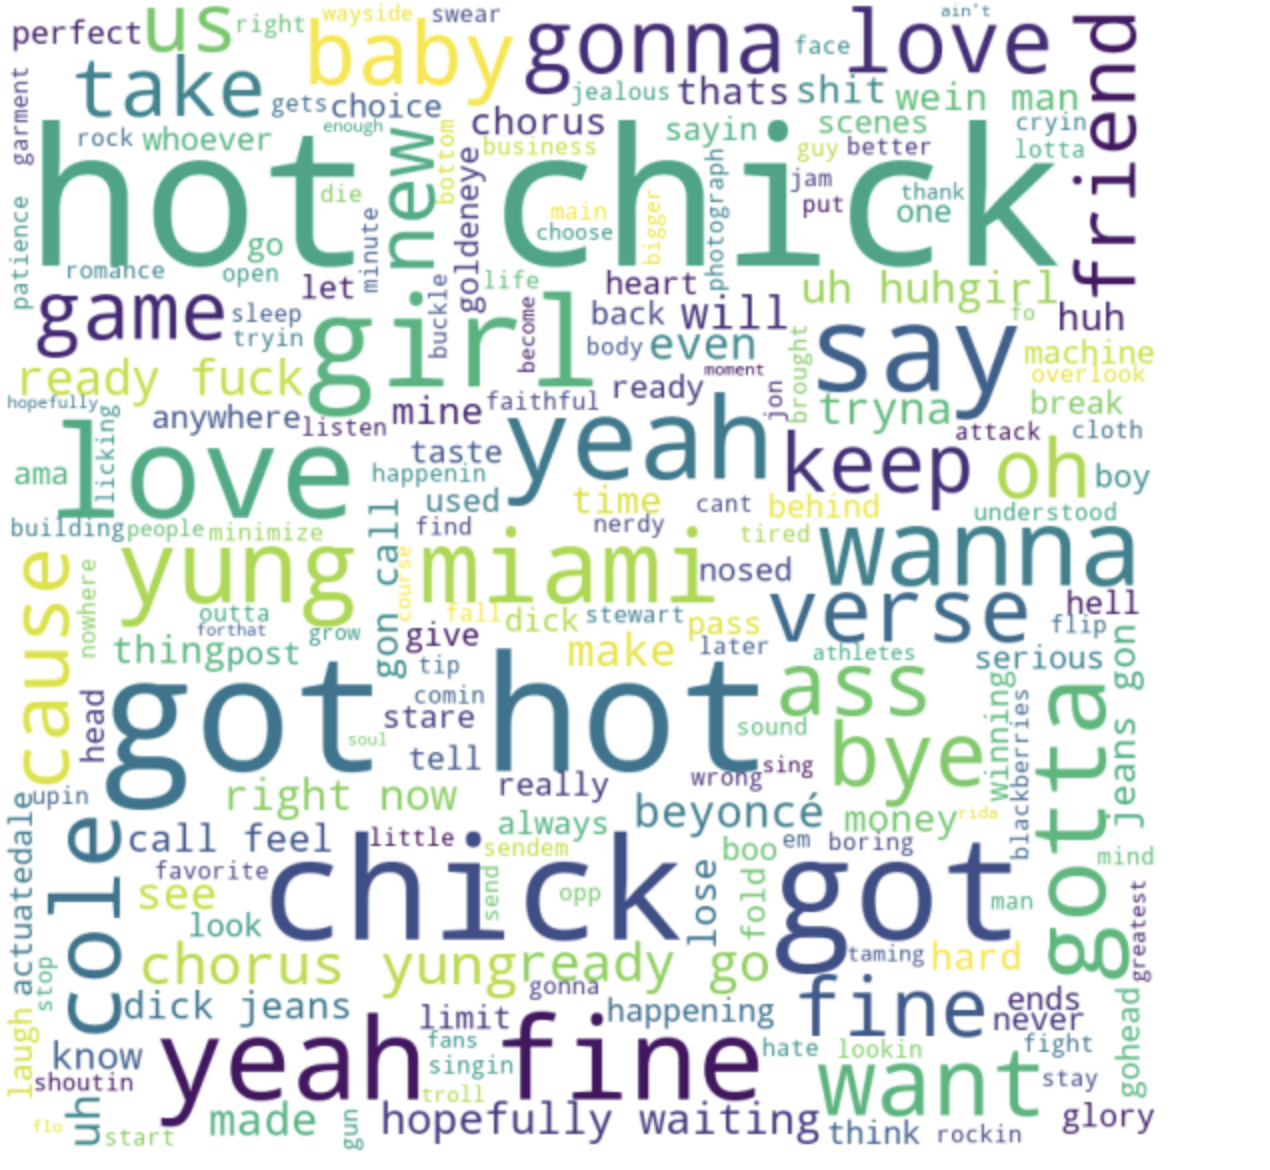 perfect us right wayside swear baby gonna face love ain't friend
take gets choice jealous thats shit wein man
garment rock whoever enough new bottom chorus business sayin scenes guy better cryin lotta
hot chick
die minute goldeneye main choose bigger photograph jam put thank one
patience romance go open let buckle life heart uh huhgirl fo huh
game sleep tryin girl become back will say
body even machine overlook
ready fuck moment ready jon brought tryna break
hopefully anywhere listen mine faithful yeah attack cloth
love licking taste keep oh boy
ama happenin used time cant behind understood
building people minimize gon call find nerdy tired wanna
cause yung miami nosed
nowhere course outta fall dick stewart pass verse hell
forthat grow give later flip
thing post make athletes serious gon
head got hot tip ass winning gotta
comin stare blackberries jeans
soul tell sound bye
upin right now really wrong sing
actuatedale cole call feel little always beyoncé money rida
favorite chick sendem boo em boring got mind
see send opp lose fold man greatest
look
chorus yung ready go taming hard
stop dick jeans gonna happening fine ends never
laugh know yeah fine limit hate lookin fight gohead
shoutin fans singin want stay
uh made gun troll hopefully waiting glory
flo start think rockin